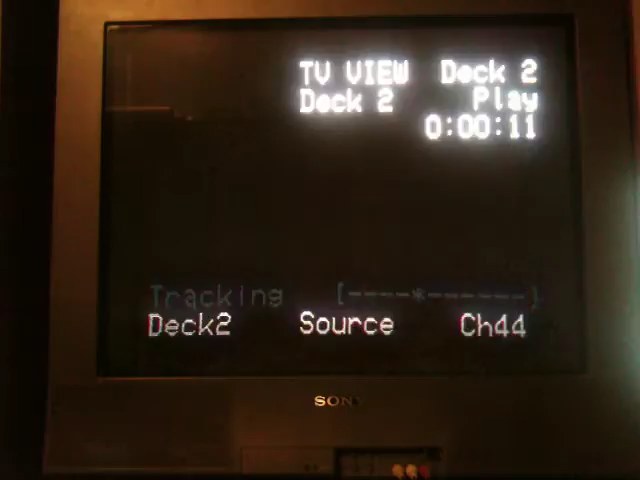 TV VIEW Deck 2
Deck 2 Play
0:00:11
Tracking [----*------]
Deck2 Source Ch44
SONY